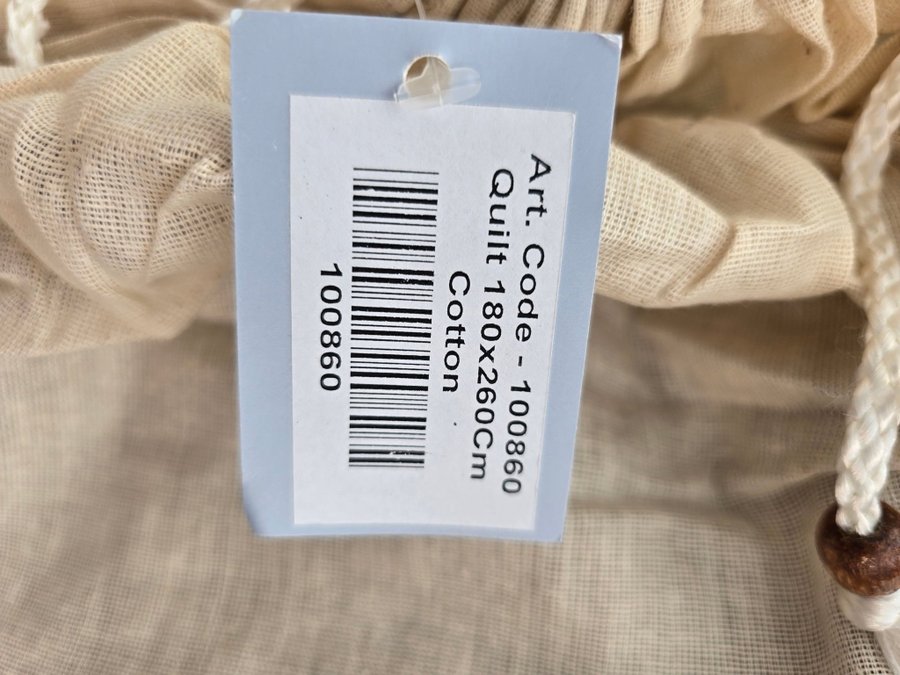 Art. Code - 100860
Quilt 180x260Cm
Cotton
100860